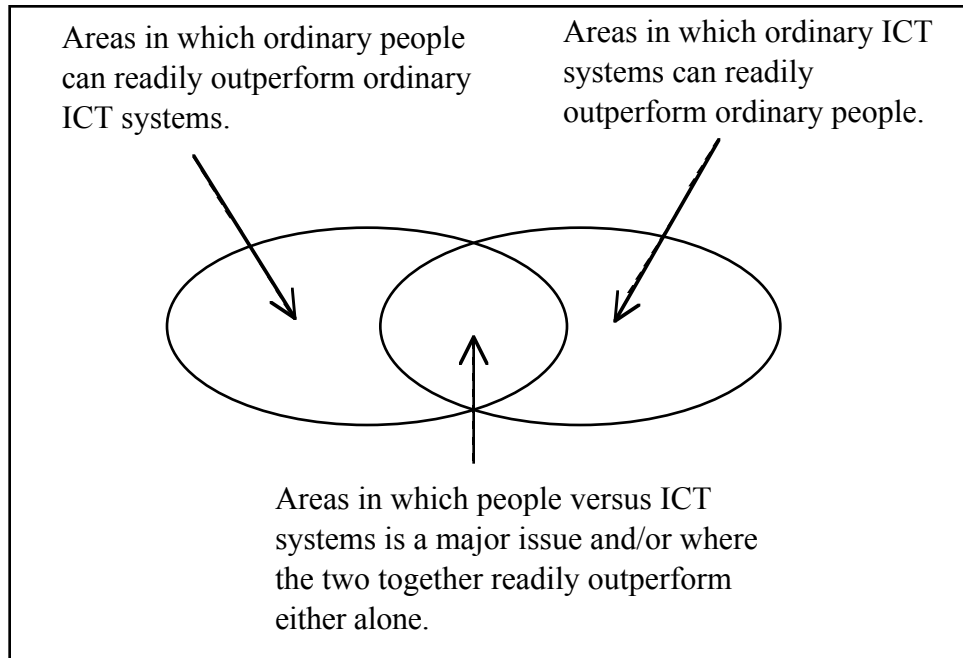 Areas in which ordinary people
can readily outperform ordinary
ICT systems.
Areas in which ordinary ICT
systems can readily
outperform ordinary people.
Areas in which people versus ICT
systems is a major issue and/or where
the two together readily outperform
either alone.